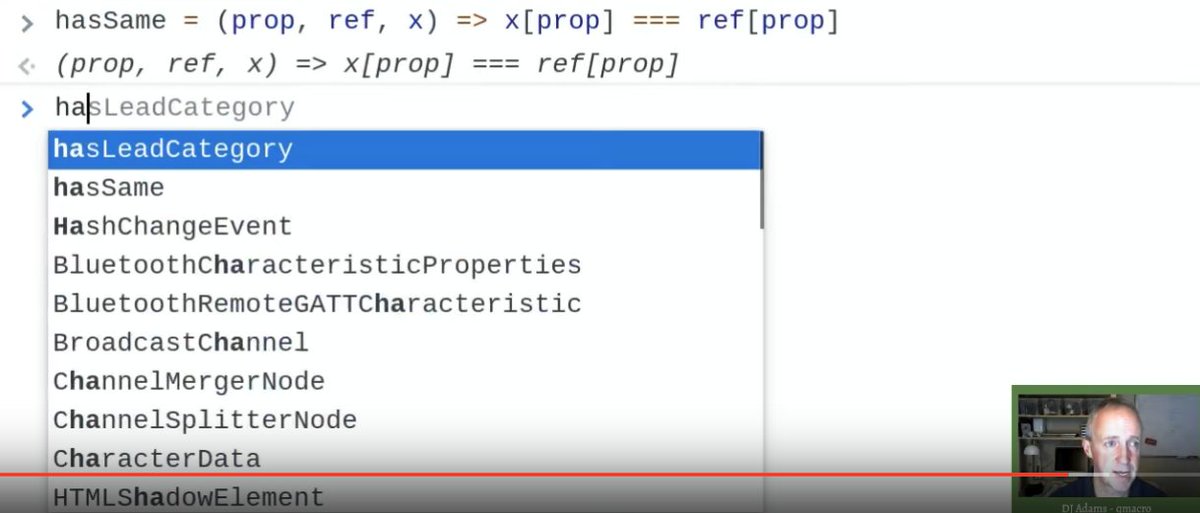 > hasSame = (prop, ref, x) => x[prop] === ref[prop]
(prop, ref, x) => x[prop] === ref[prop]
> hasLeadCategory
hasLeadCategory
hasSame
HashChangeEvent
BluetoothCharacteristicProperties
BluetoothRemoteGATTCharacteristic
BroadcastChannel
ChannelMergerNode
ChannelSplitterNode
CharacterData
HTMLShadowElement
DJ Adams - qmacro